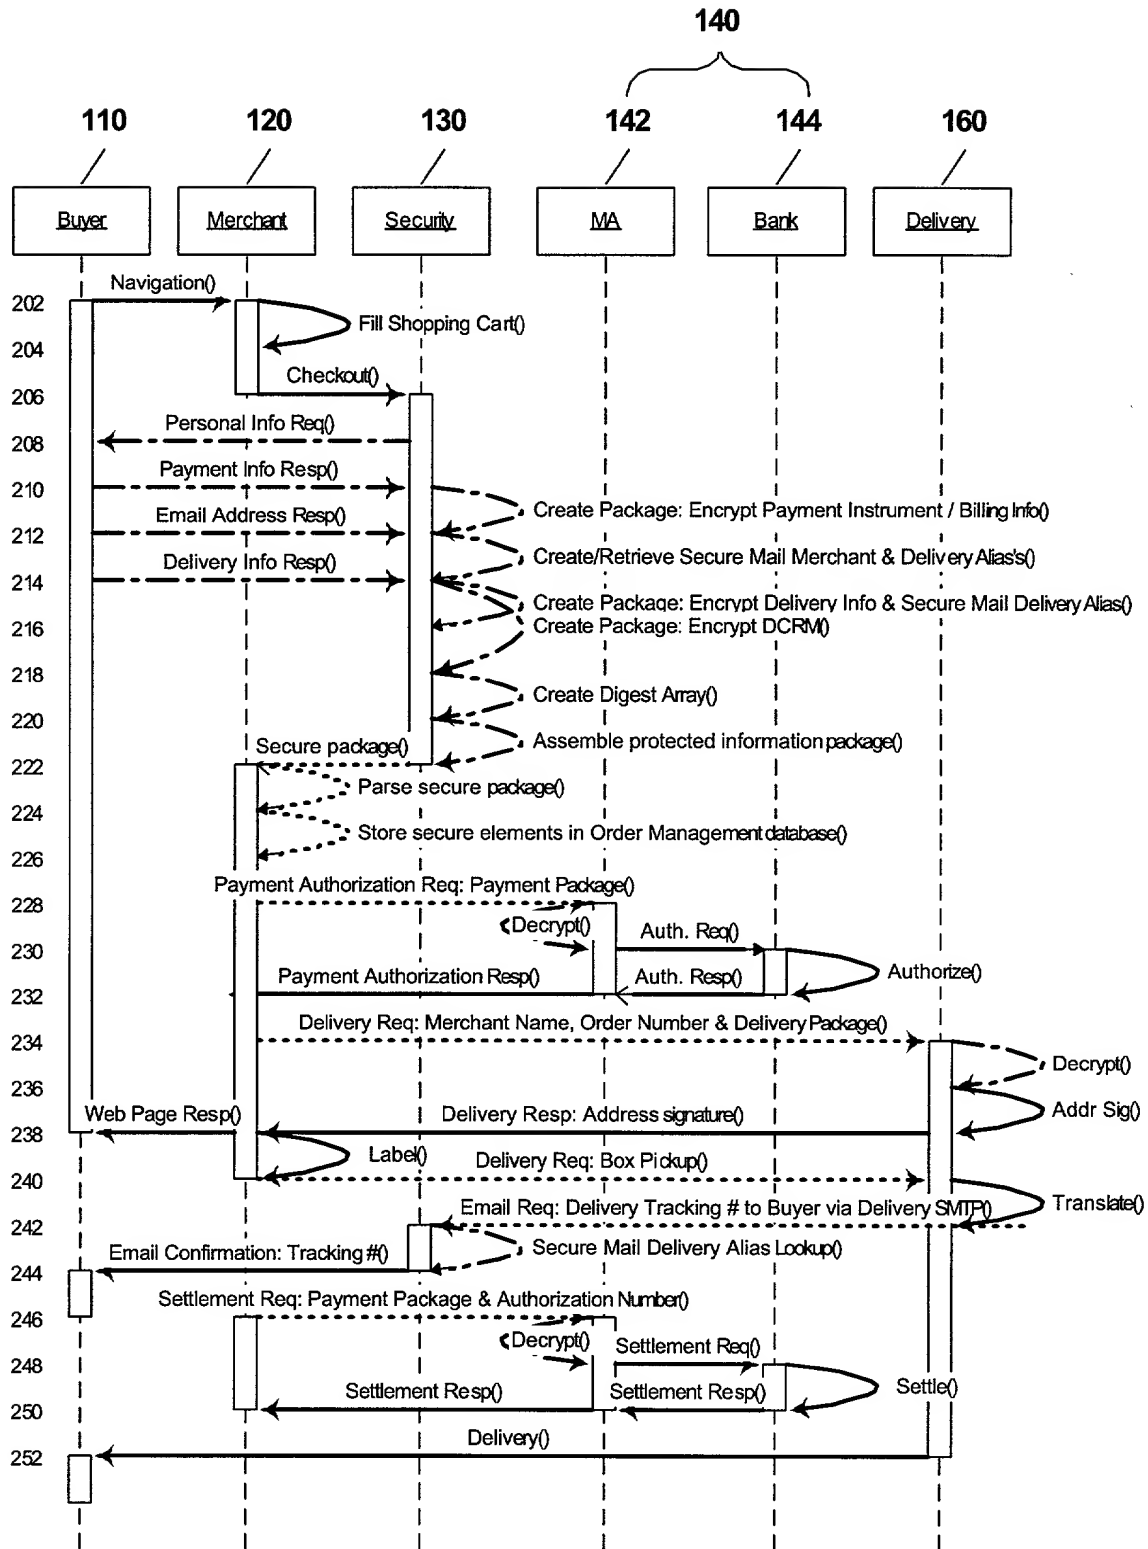 140
110 120 130 142 144 160
Buyer Merchant Security MA Bank Delivery
Navigation()
202
Fill Shopping Cart()
204
Checkout()
206
Personal Info Req()
208
Payment Info Resp()
210
Create Package: Encrypt Payment Instrument / Billing Info()
Email Address Resp()
212
Create/Retrieve Secure Mail Merchant & Delivery Alias's()
Delivery Info Resp()
214
Create Package: Encrypt Delivery Info & Secure Mail Delivery Alias()
216
Create Package: Encrypt DCRM()
218
Create Digest Array()
220
Assemble protected information package()
Secure package()
222
Parse secure package()
224
Store secure elements in Order Management database()
226
Payment Authorization Req: Payment Package()
228
Decrypt() Auth. Req()
230
Authorize()
Payment Authorization Resp() Auth. Resp()
232
Delivery Req: Merchant Name, Order Number & Delivery Package()
234
Decrypt()
236
Addr Sig()
Web Page Resp() Delivery Resp: Address signature()
238
Label() Delivery Req: Box Pickup()
240
Translate()
Email Req: Delivery Tracking # to Buyer via Delivery SMTP()
242
Secure Mail Delivery Alias Lookup()
Email Confirmation: Tracking #()
244
Settlement Req: Payment Package & Authorization Number()
246
Decrypt() Settlement Req()
248
Settle()
Settlement Resp() Settlement Resp()
250
Delivery()
252